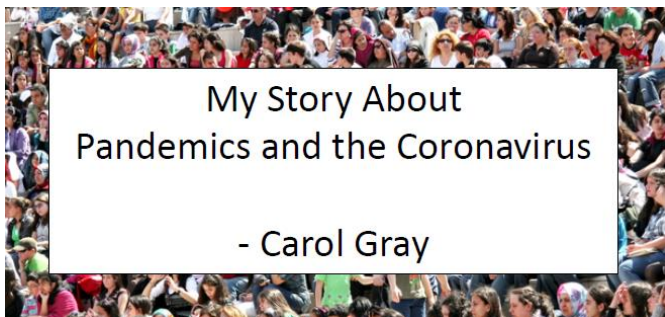 My Story About
Pandemics and the Coronavirus
- Carol Gray